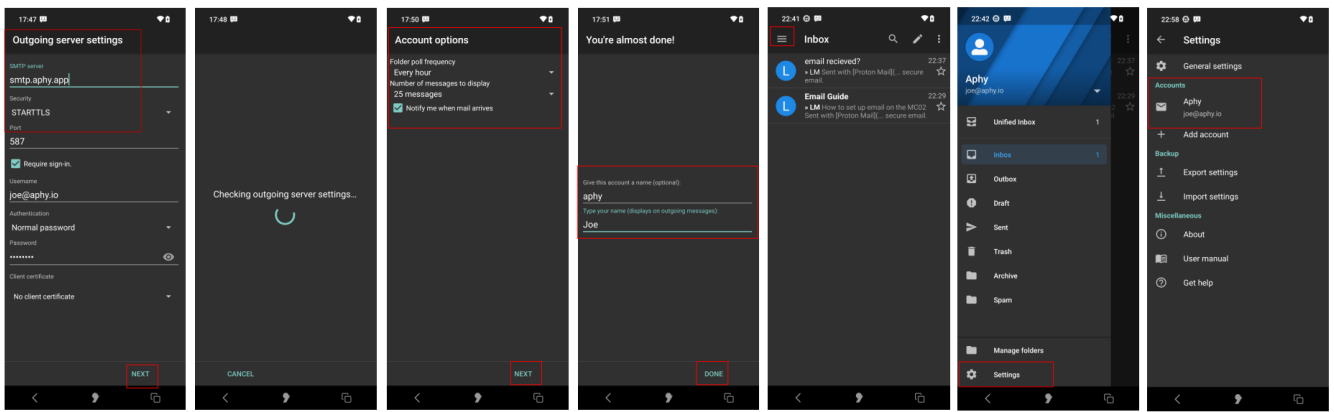 17:47
Outgoing server settings
SMTP server
smtp.aphy.app
Security
STARTTLS
Port
587
Require sign-in.
Username
joe@aphy.io
Authentication
Normal password
Password
••••••••
Client certificate
No client certificate
NEXT
17:48
Checking outgoing server settings...
CANCEL
17:50
Account options
Folder poll frequency
Every hour
Number of messages to display
25 messages
Notify me when mail arrives
NEXT
17:51
You're almost done!
Give this account a name (optional):
aphy
Type your name (displays on outgoing messages):
Joe
DONE
22:41
Inbox
L
email recieved?
22:37
» LM Sent with [Proton Mail](... secure
email.
L
Email Guide
22:29
» LM How to set up email on the MC02
Sent with [Proton Mail](... secure email.
22:42
Aphy
joe@aphy.io
22:37
22:29
Unified Inbox 1
Inbox 1
Outbox
Draft
Sent
Trash
Archive
Spam
Manage folders
Settings
22:58
Settings
General settings
Accounts
Aphy
joe@aphy.io
Add account
Backup
Export settings
Import settings
Miscellaneous
About
User manual
Get help